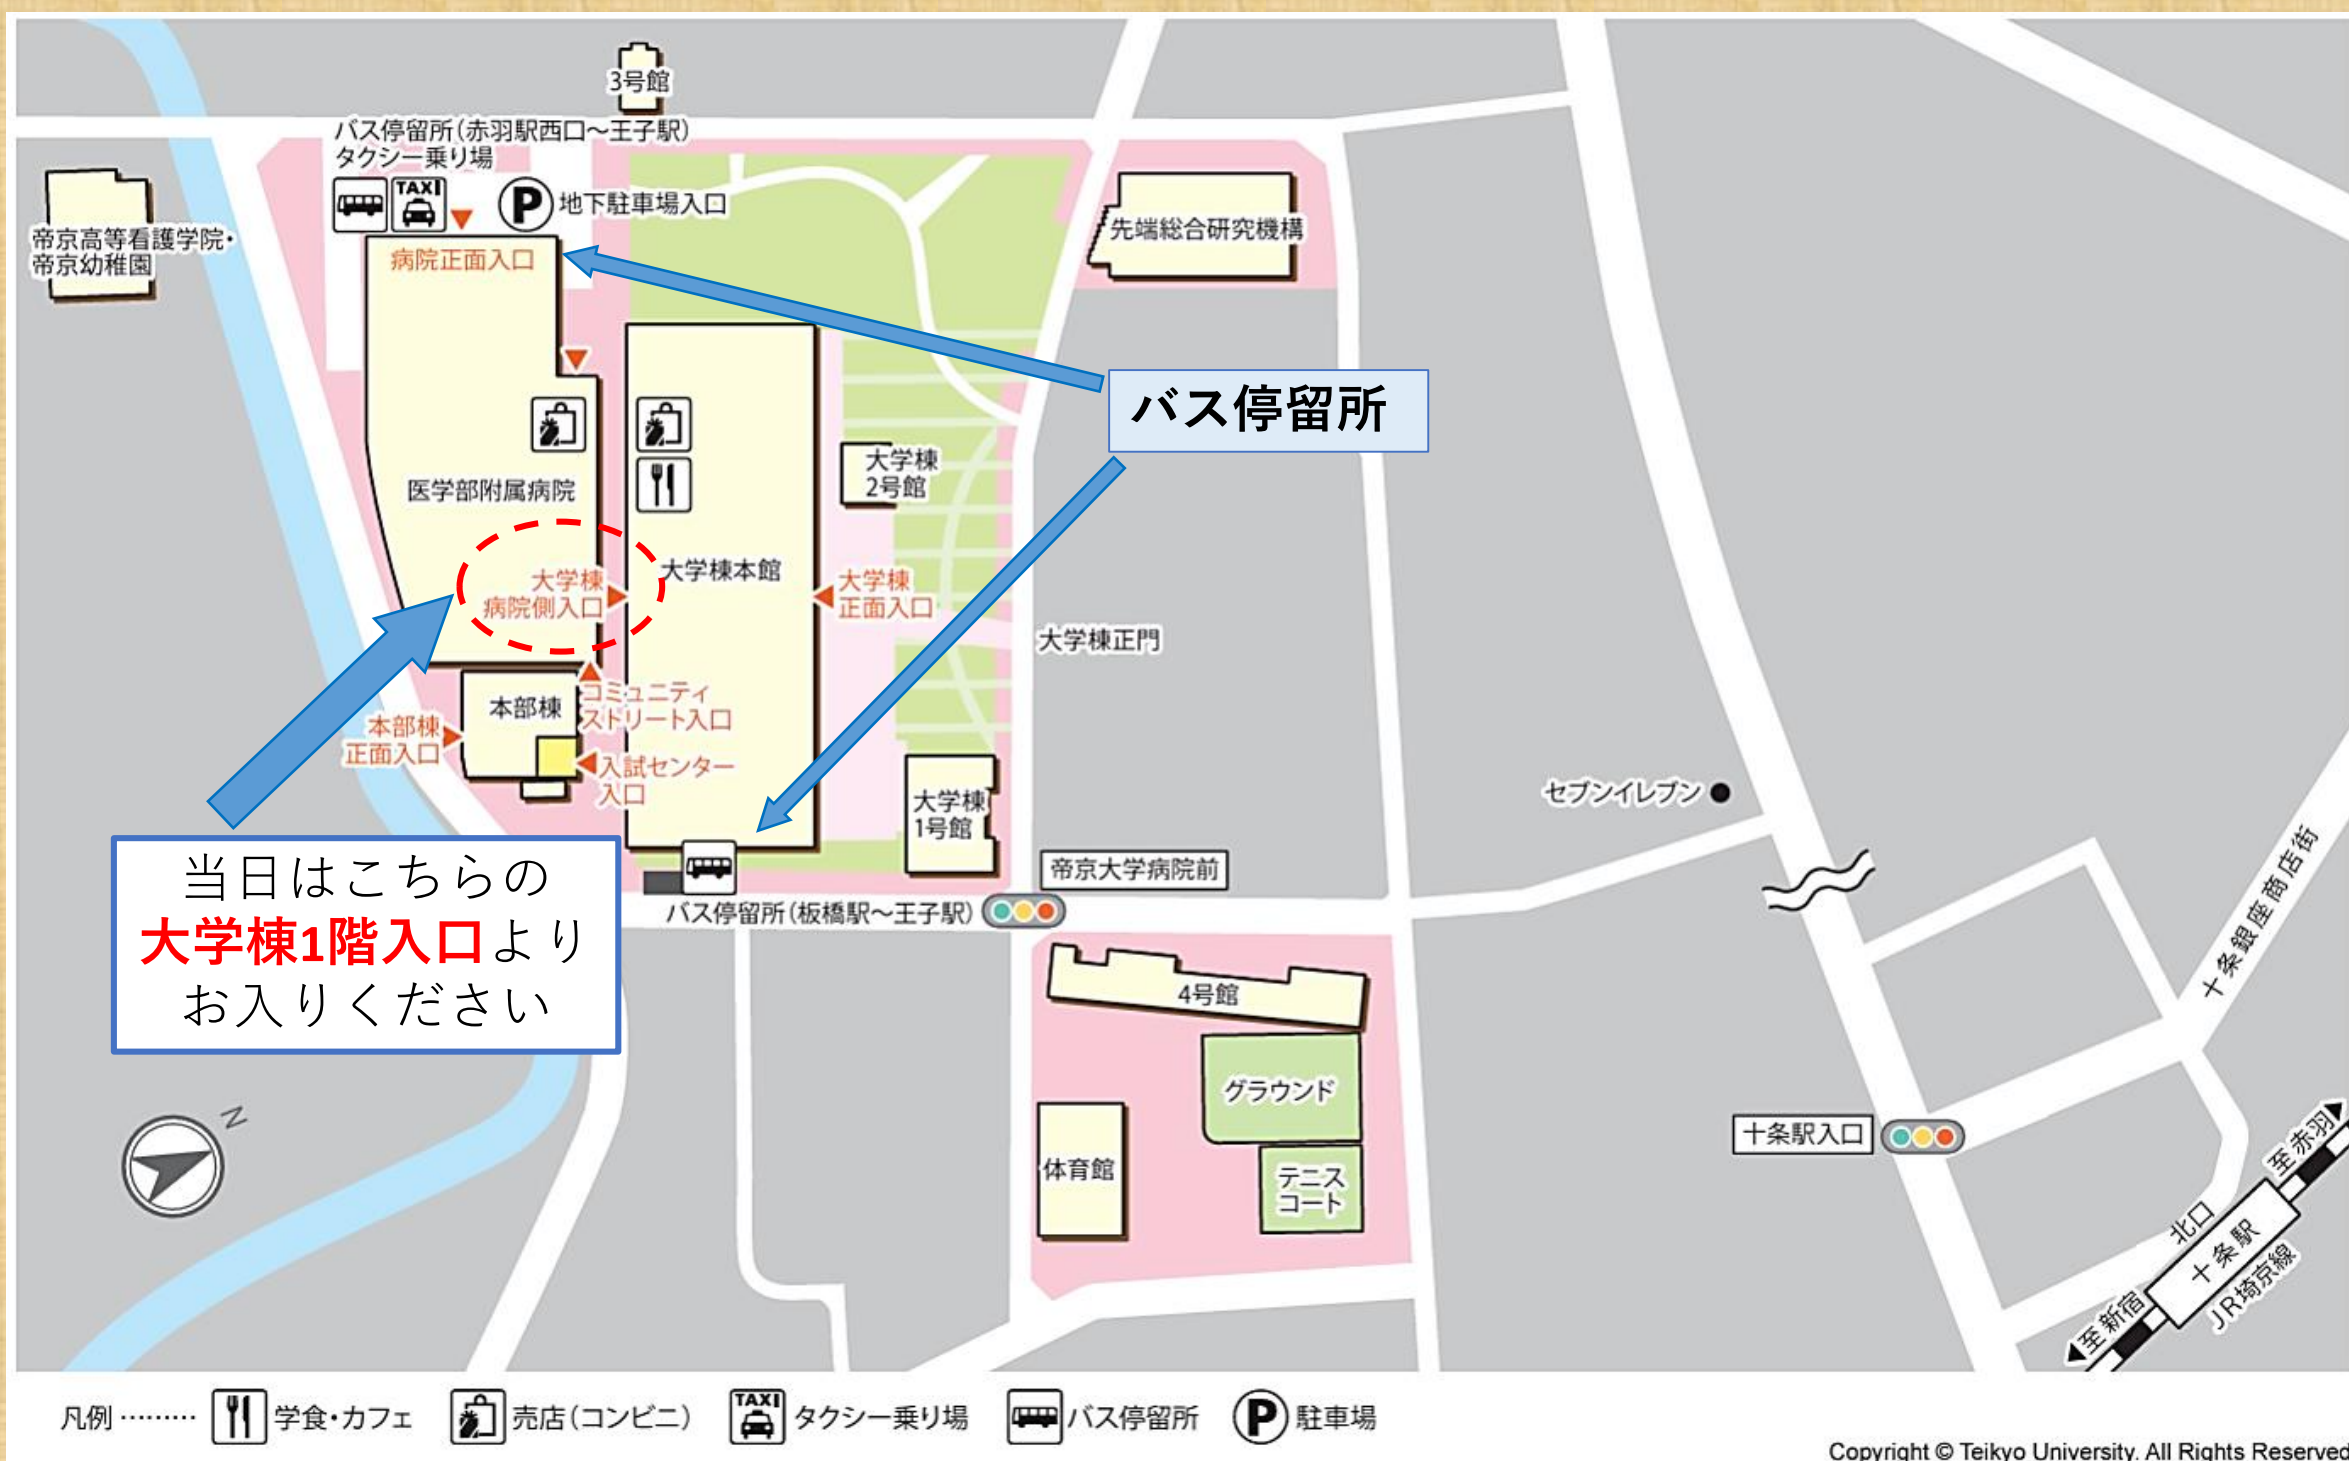 3号館
バス停留所(赤羽駅西口～王子駅)
タクシー乗り場
TAXI
P
地下駐車場入口
帝京高等看護学院・
帝京幼稚園
病院正面入口
先端総合研究機構
バス停留所
医学部附属病院
大学棟
2号館
大学棟本館
大学棟
病院側入口
大学棟
正面入口
大学棟正門
本部棟
コミュニティ
ストリート入口
本部棟
正面入口
入試センター
入口
大学棟
1号館
セブンイレブン
当日はこちらの
大学棟1階入口より
お入りください
帝京大学病院前
バス停留所(板橋駅～王子駅)
十条銀座商店街
4号館
グラウンド
体育館
テニス
コート
N
十条駅入口
至赤羽
北口
十条駅
JR埼京線
至新宿
凡例 ………
学食・カフェ
売店(コンビニ)
TAXI
タクシー乗り場
バス停留所
P
駐車場
Copyright © Teikyo University. All Rights Reserved